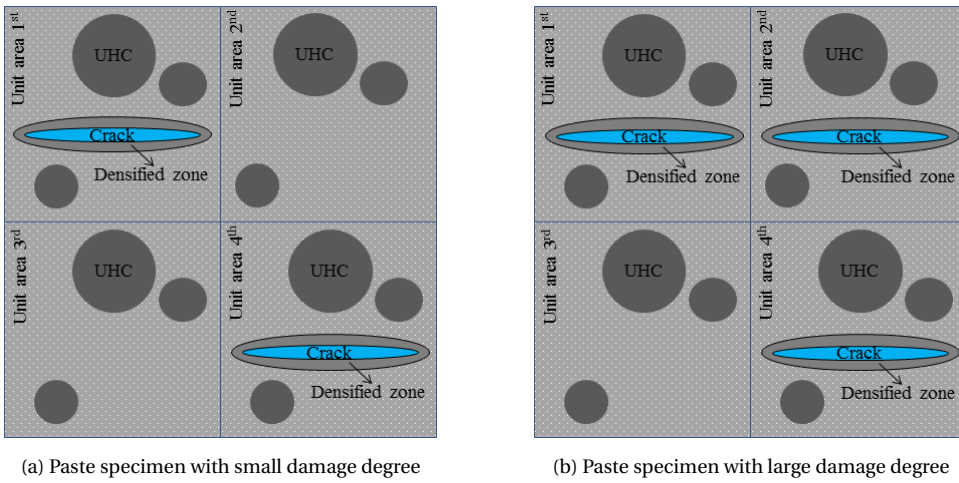 Unit area 1st
UHC
Crack
Densified zone
Unit area 2nd
UHC
Unit area 3rd
UHC
Unit area 4th
UHC
Crack
Densified zone
(a) Paste specimen with small damage degree
Unit area 1st
UHC
Crack
Densified zone
Unit area 2nd
UHC
Crack
Densified zone
Unit area 3rd
UHC
Unit area 4th
UHC
Crack
Densified zone
(b) Paste specimen with large damage degree